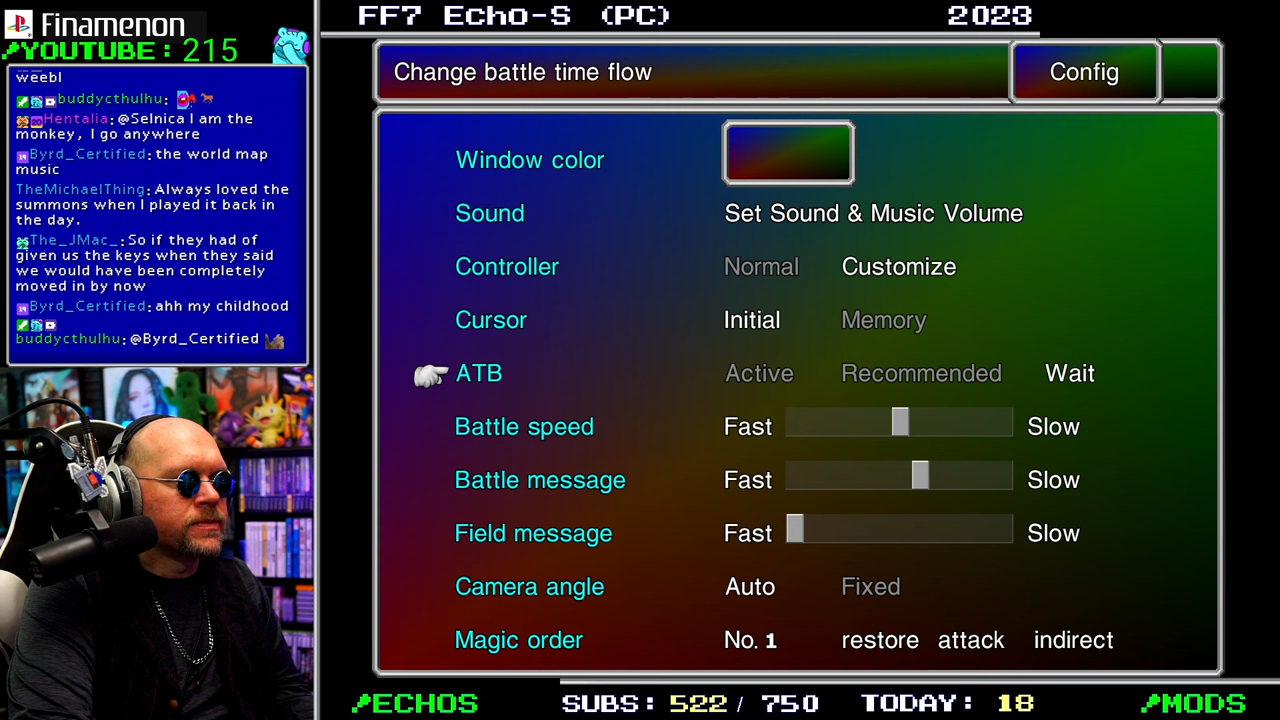 Finamenon
/YOUTUBE: 215
weebl
buddycthulhu:
Hentalia: @Selnica I am the
monkey, I go anywhere
Byrd_Certified: the world map
music
TheMichaelThing: Always loved the
summons when I played it back in
the day.
The_JMac_: So if they had of
given us the keys when they said
we would have been completely
moved in by now
Byrd_Certified: ahh my childhood
buddycthulhu: @Byrd_Certified
FF7 Echo-S (PC) 2023
Change battle time flow
Config
Window color
Sound Set Sound & Music Volume
Controller Normal Customize
Cursor Initial Memory
ATB Active Recommended Wait
Battle speed Fast Slow
Battle message Fast Slow
Field message Fast Slow
Camera angle Auto Fixed
Magic order No. 1 restore attack indirect
/ECHOS SUBS: 522 / 750 TODAY: 18 /MODS